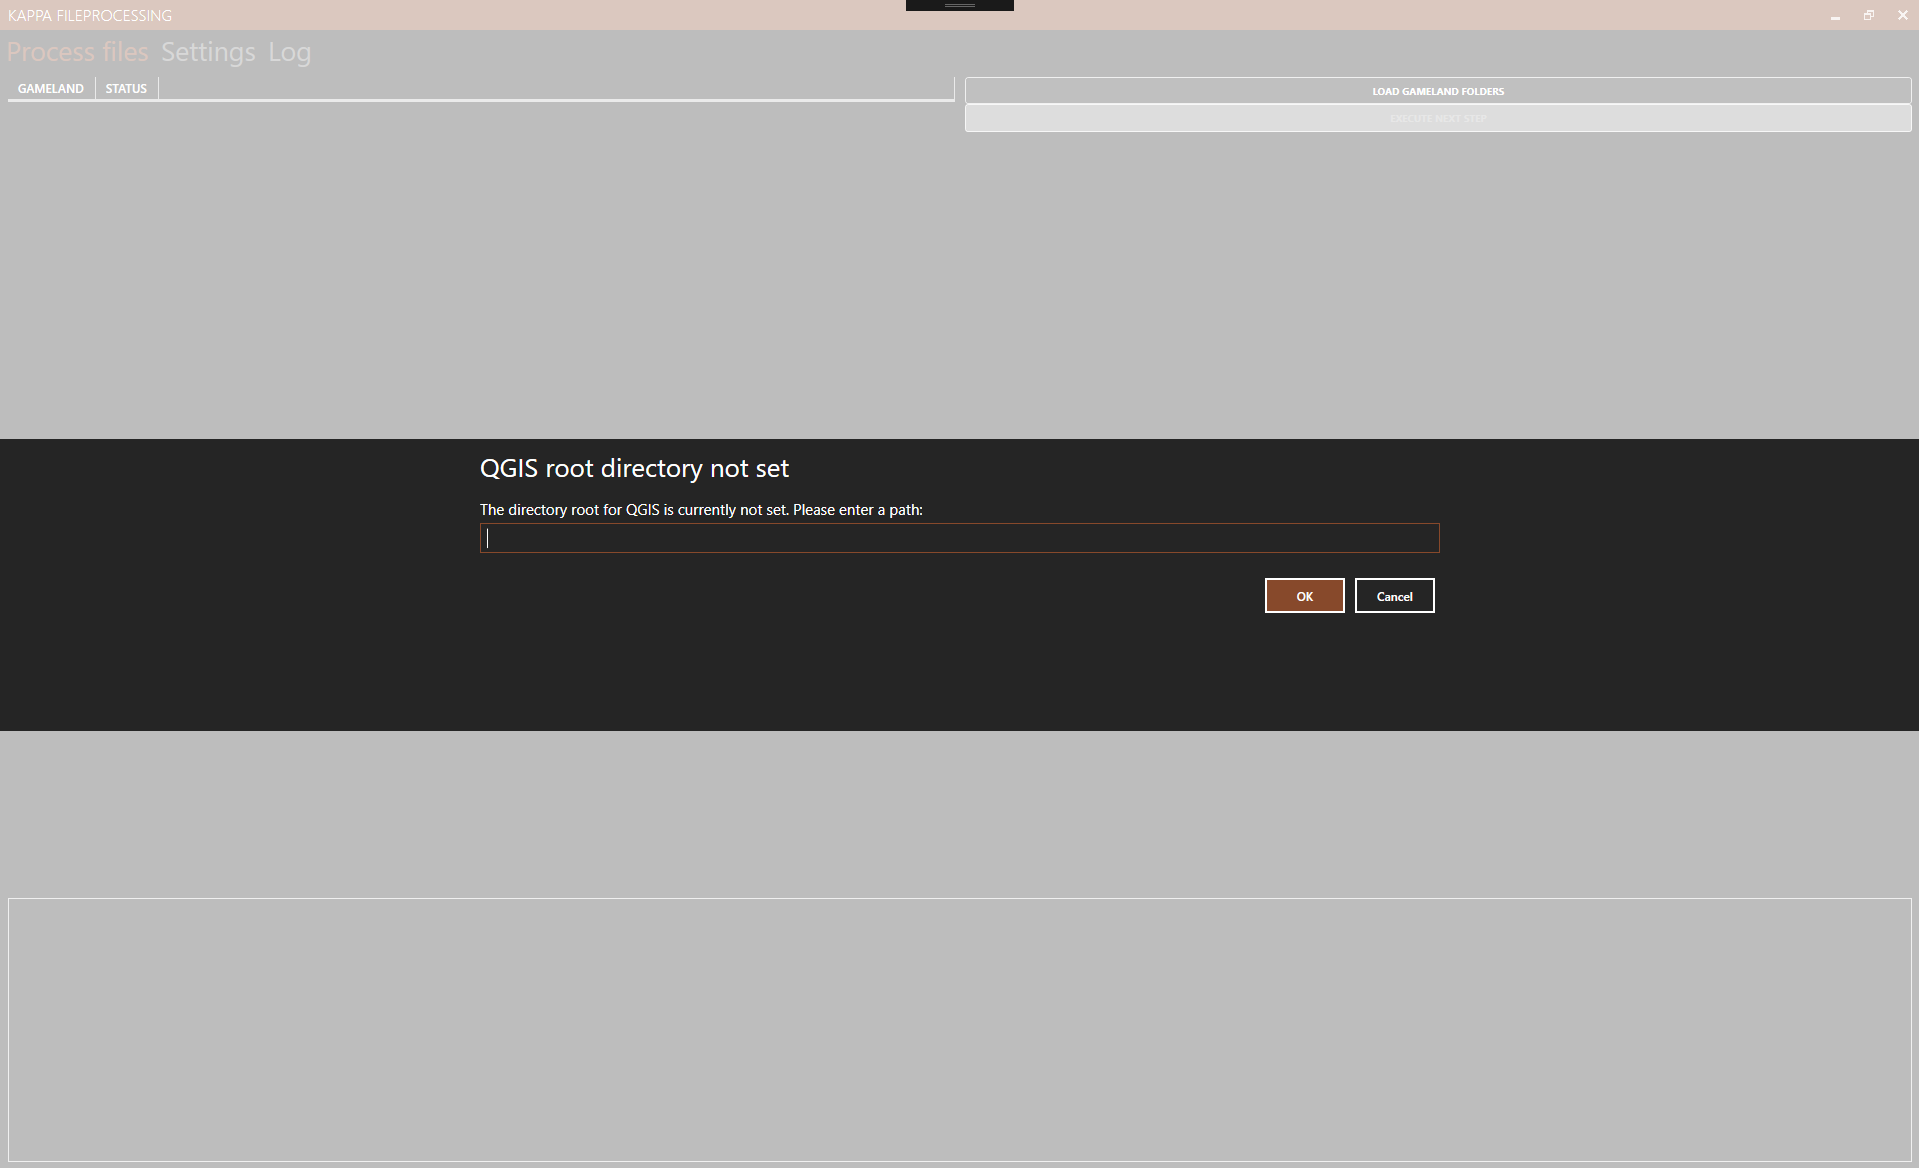 KAPPA FILEPROCESSING
Process files Settings Log
GAMELAND STATUS
LOAD GAMELAND FOLDERS
EXECUTE NEXT STEP
QGIS root directory not set
The directory root for QGIS is currently not set. Please enter a path:
OK Cancel